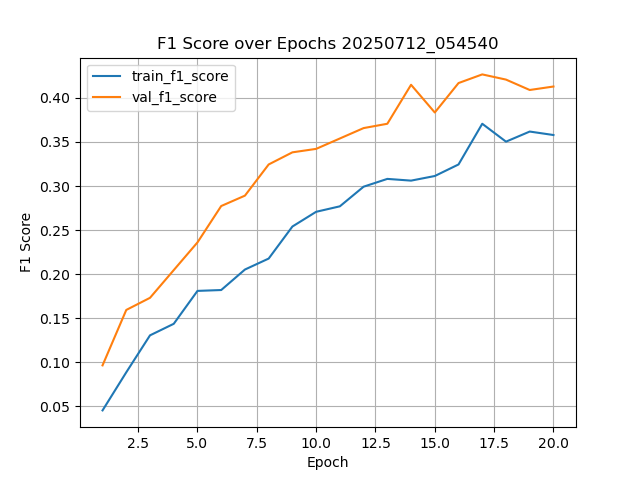 F1 Score over Epochs 20250712_054540
train_f1_score
val_f1_score
F1 Score
0.40
0.35
0.30
0.25
0.20
0.15
0.10
0.05
2.5 5.0 7.5 10.0 12.5 15.0 17.5 20.0
Epoch